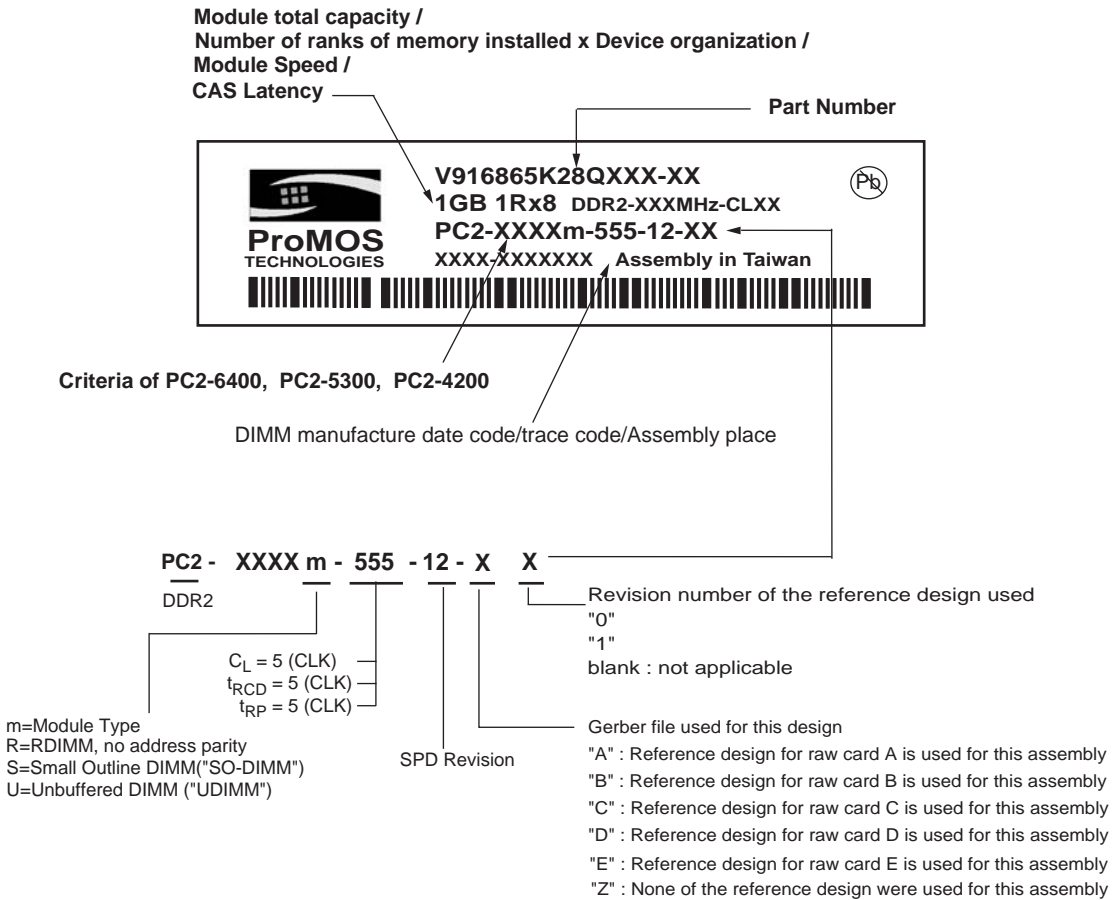 Module total capacity /
Number of ranks of memory installed x Device organization /
Module Speed /
CAS Latency
Part Number
V916865K28QXXX-XX
Pb
1GB 1Rx8 DDR2-XXXMHz-CLXX
ProMOS
TECHNOLOGIES
PC2-XXXXm-555-12-XX
XXXX-XXXXXXX Assembly in Taiwan
Criteria of PC2-6400, PC2-5300, PC2-4200
DIMM manufacture date code/trace code/Assembly place
PC2 - XXXX m - 555 - 12 - X X
DDR2
Revision number of the reference design used
"0"
"1"
blank : not applicable
CL = 5 (CLK)
tRCD = 5 (CLK)
tRP = 5 (CLK)
m=Module Type
R=RDIMM, no address parity
S=Small Outline DIMM("SO-DIMM")
U=Unbuffered DIMM ("UDIMM")
SPD Revision
Gerber file used for this design
"A" : Reference design for raw card A is used for this assembly
"B" : Reference design for raw card B is used for this assembly
"C" : Reference design for raw card C is used for this assembly
"D" : Reference design for raw card D is used for this assembly
"E" : Reference design for raw card E is used for this assembly
"Z" : None of the reference design were used for this assembly